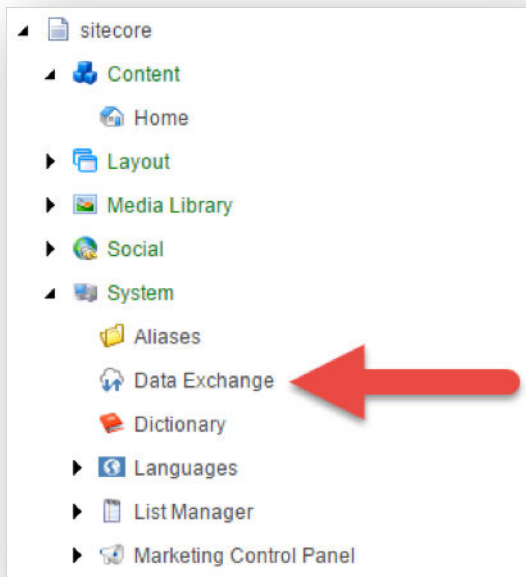 sitecore
Content
Home
Layout
Media Library
Social
System
Aliases
Data Exchange
Dictionary
Languages
List Manager
Marketing Control Panel